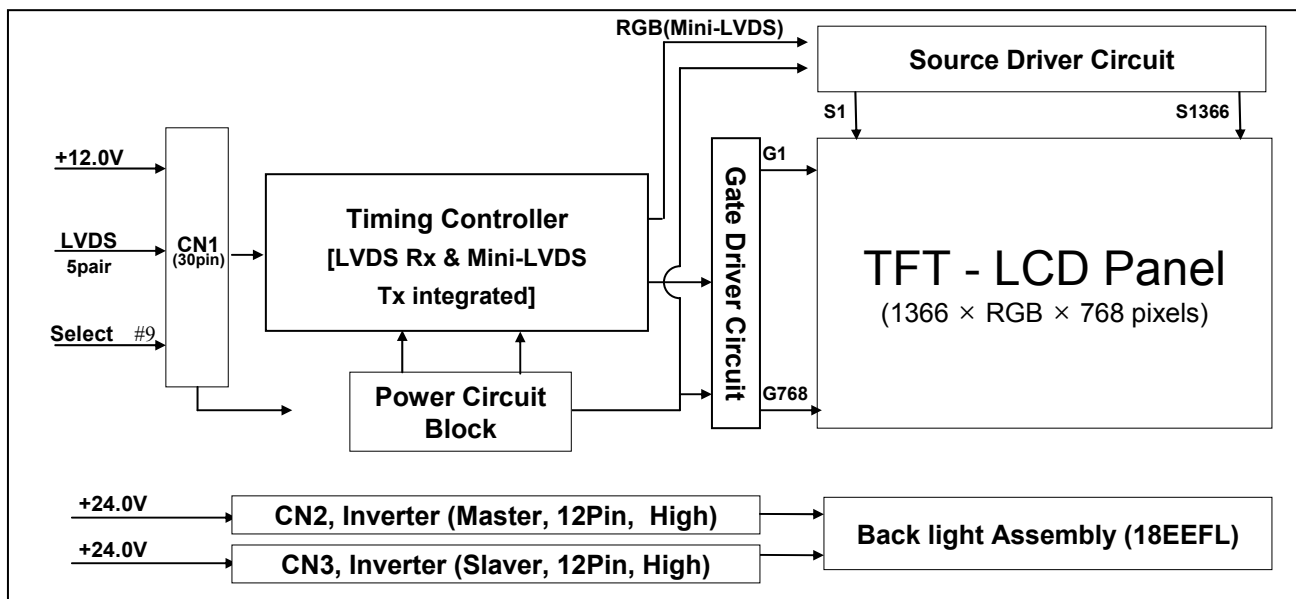 RGB(Mini-LVDS)
Source Driver Circuit
S1
S1366
+12.0V
LVDS
5pair
Select #9
CN1
(30pin)
Timing Controller
[LVDS Rx & Mini-LVDS
Tx integrated]
Power Circuit
Block
Gate Driver Circuit
G1
G768
TFT - LCD Panel
(1366 × RGB × 768 pixels)
+24.0V
CN2, Inverter (Master, 12Pin, High)
+24.0V
CN3, Inverter (Slaver, 12Pin, High)
Back light Assembly (18EEFL)